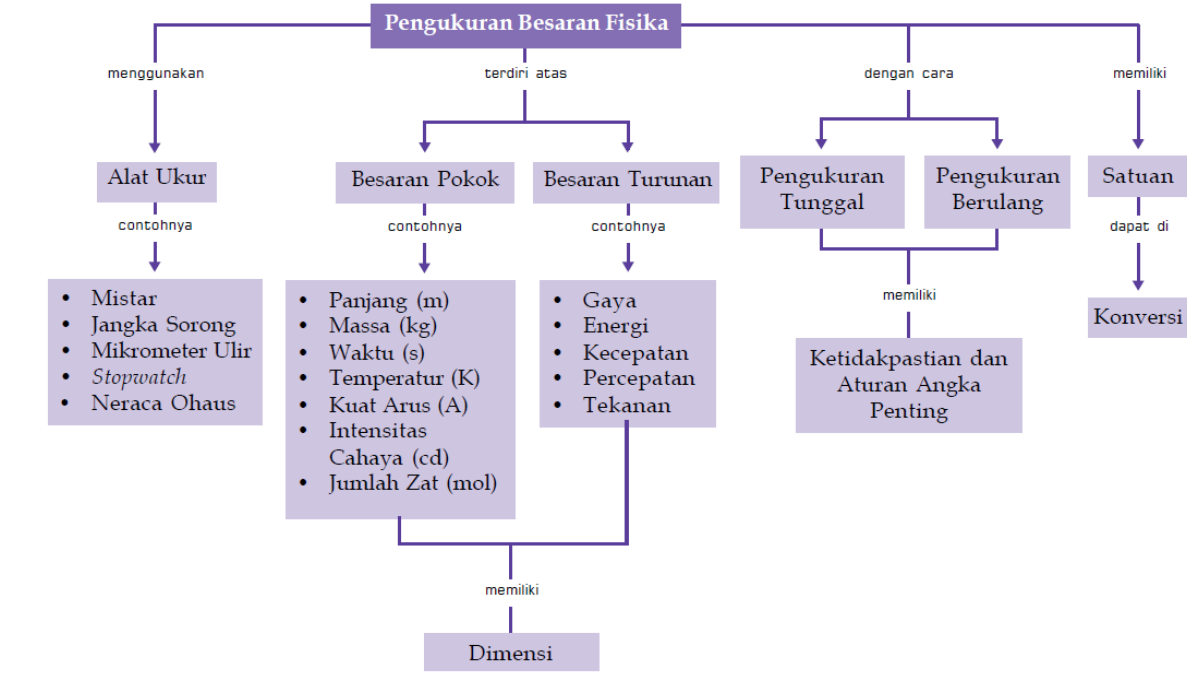 Pengukuran Besaran Fisika
menggunakan
terdiri atas
dengan cara
memiliki
Alat Ukur
Besaran Pokok
Besaran Turunan
Pengukuran
Tunggal
Pengukuran
Berulang
Satuan
contohnya
contohnya
contohnya
dapat di
• Mistar
• Jangka Sorong
• Mikrometer Ulir
• Stopwatch
• Neraca Ohaus
• Panjang (m)
• Massa (kg)
• Waktu (s)
• Temperatur (K)
• Kuat Arus (A)
• Intensitas
Cahaya (cd)
• Jumlah Zat (mol)
• Gaya
• Energi
• Kecepatan
• Percepatan
• Tekanan
memiliki
Ketidakpastian dan
Aturan Angka
Penting
Konversi
memiliki
Dimensi